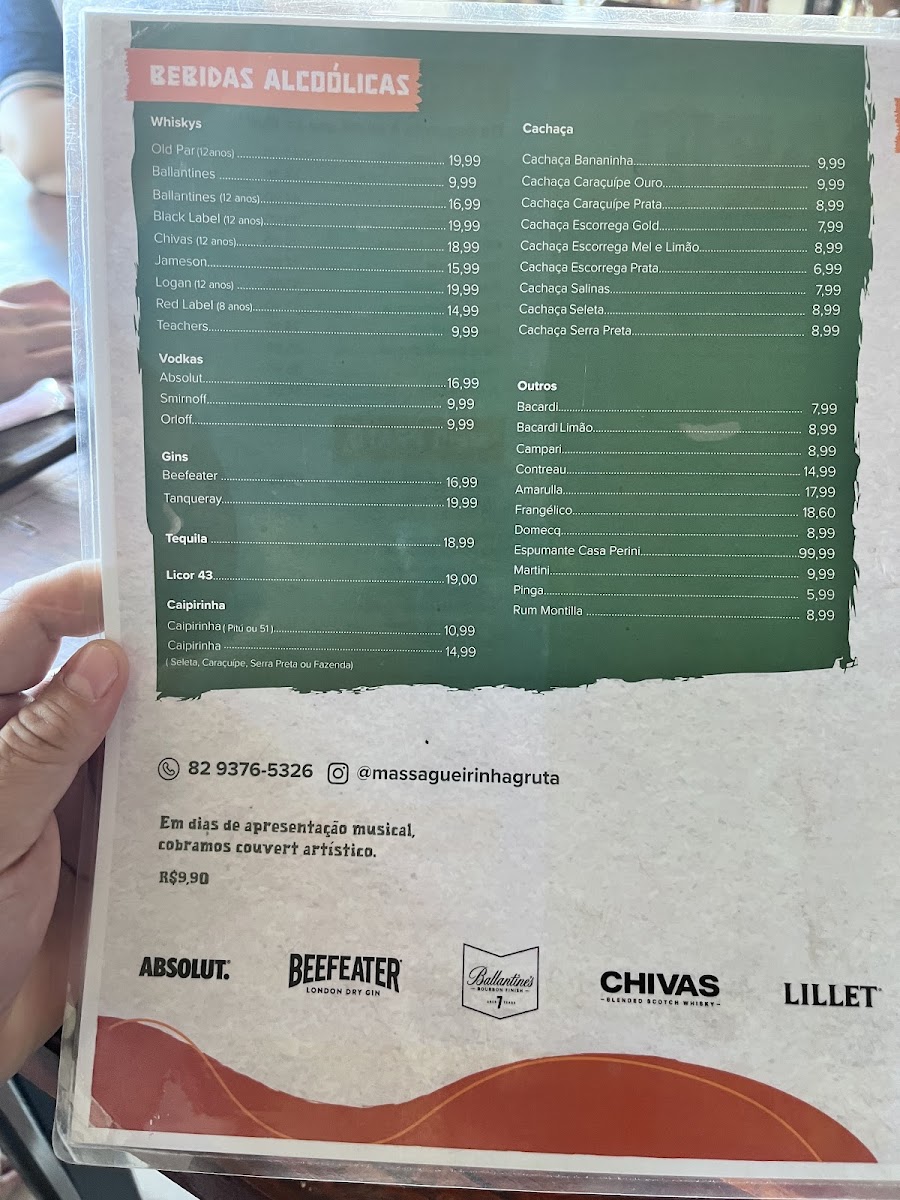 BEBIDAS ALCOÓLICAS
Whiskys
Old Par (12anos) 19,99
Ballantines 9,99
Ballantines (12 anos) 16,99
Black Label (12 anos) 19,99
Chivas (12 anos) 18,99
Jameson 15,99
Logan (12 anos) 19,99
Red Label (8 anos) 14,99
Teachers 9,99
Vodkas
Absolut 16,99
Smirnoff 9,99
Orloff 9,99
Gins
Beefeater 16,99
Tanqueray 19,99
Tequila 18,99
Licor 43 19,00
Caipirinha
Caipirinha ( Pitú ou 51 ) 10,99
Caipirinha 14,99
( Seleta, Caraçuípe, Serra Preta ou Fazenda)
Cachaça
Cachaça Bananinha 9,99
Cachaça Caraçuípe Ouro 9,99
Cachaça Caraçuípe Prata 8,99
Cachaça Escorrega Gold 7,99
Cachaça Escorrega Mel e Limão 8,99
Cachaça Escorrega Prata 6,99
Cachaça Salinas 7,99
Cachaça Seleta 8,99
Cachaça Serra Preta 8,99
Outros
Bacardi 7,99
Bacardi Limão 8,99
Campari 8,99
Contreau 14,99
Amarulla 17,99
Frangélico 18,60
Domecq 8,99
Espumante Casa Perini 99,99
Martini 9,99
Pinga 5,99
Rum Montilla 8,99
82 9376-5326 @massagueirinhagruta
Em dias de apresentação musical,
cobramos couvert artístico.
R$9,90
ABSOLUT.
BEEFEATER
LONDON DRY GIN
Ballantine's
BOURBON FINISH
AGED 7 YEARS
CHIVAS
BLENDED SCOTCH WHISKY
LILLET